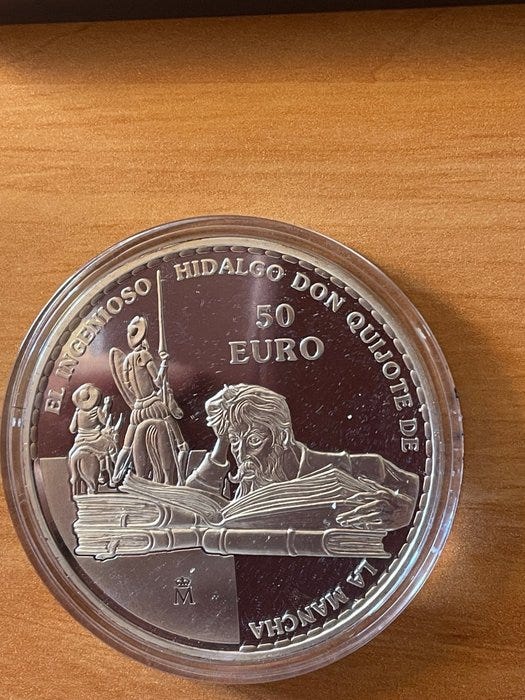 EL INGENIOSO HIDALGO DON QUIJOTE DE LA MANCHA
50
EURO
M